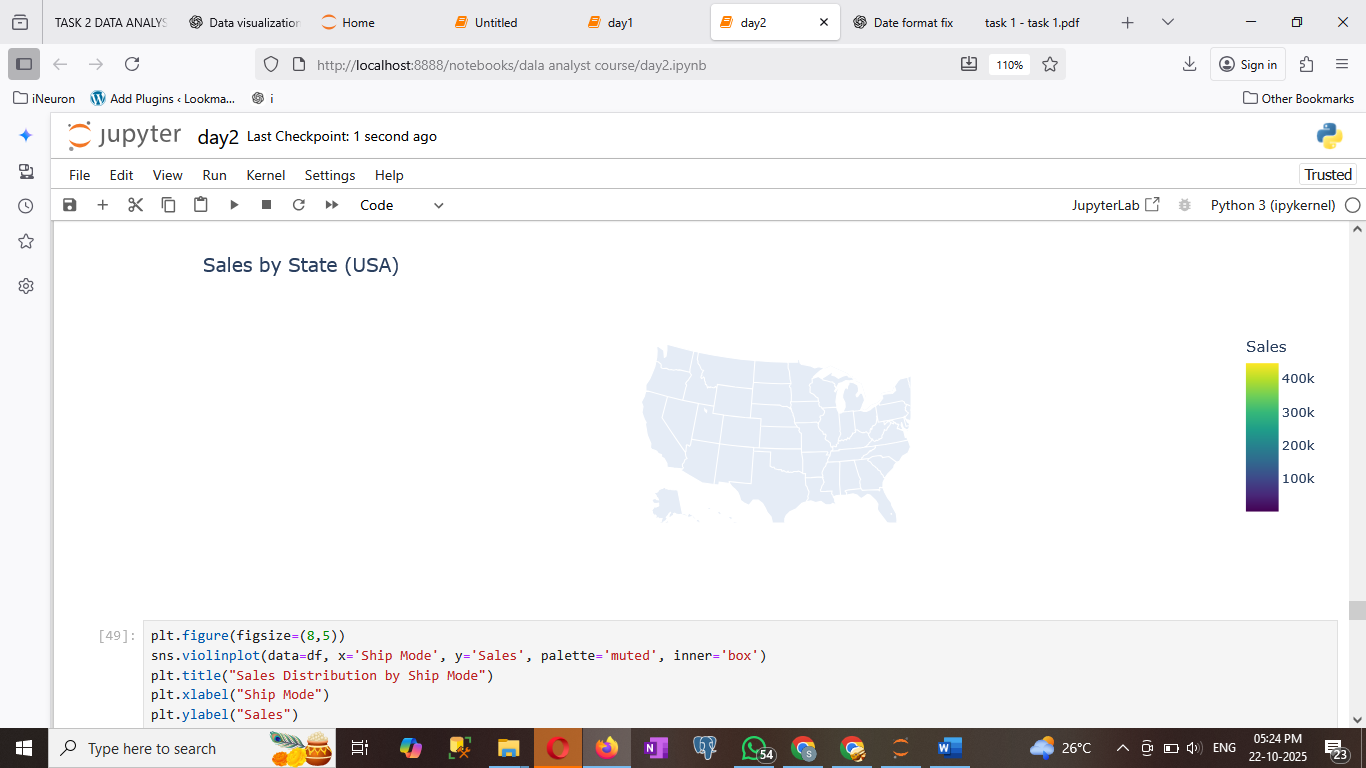 TASK 2 DATA ANALYS
Data visualization
Home
Untitled
day1
day2
Date format fix
task 1 - task 1.pdf
http://localhost:8888/notebooks/dala analyst course/day2.ipynb
110%
Sign in
iNeuron
Add Plugins ‹ Lookma...
i
Other Bookmarks
jupyter day2 Last Checkpoint: 1 second ago
File Edit View Run Kernel Settings Help
Trusted
Code
JupyterLab
Python 3 (ipykernel)
Sales by State (USA)
Sales
400k
300k
200k
100k
[49]:
plt.figure(figsize=(8,5))
sns.violinplot(data=df, x='Ship Mode', y='Sales', palette='muted', inner='box')
plt.title("Sales Distribution by Ship Mode")
plt.xlabel("Ship Mode")
plt.ylabel("Sales")
Type here to search
54
S
26°C
ENG
05:24 PM
22-10-2025
23